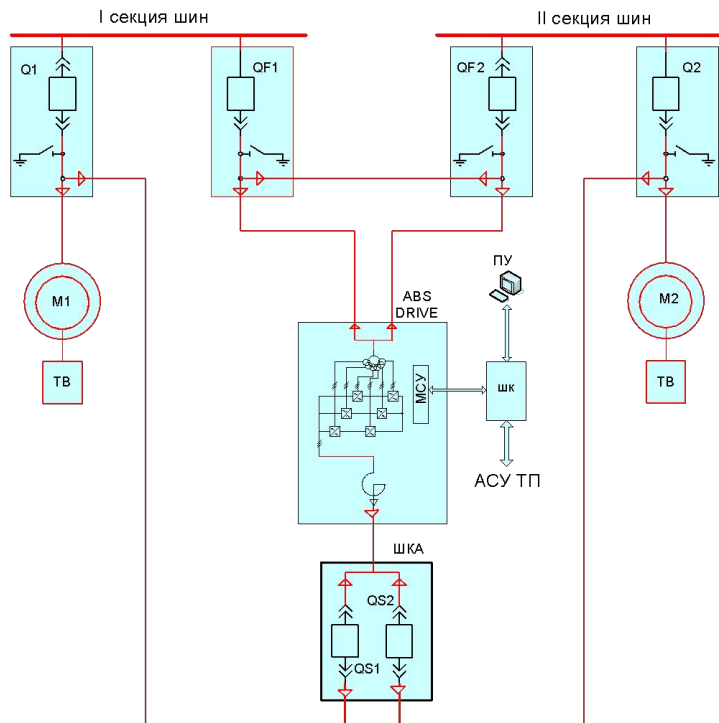 I секция шин
II секция шин
Q1
QF1
QF2
Q2
M1
ТВ
ABS
DRIVE
ПУ
МСУ
шк
АСУ ТП
M2
ТВ
ШКА
QS2
QS1